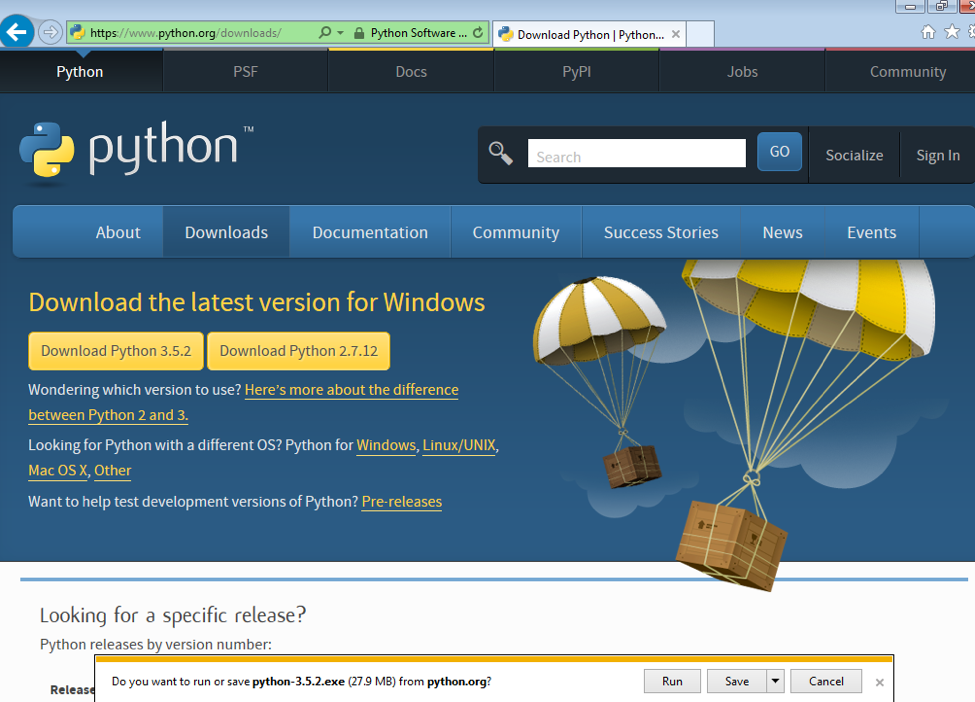 https://www.python.org/downloads/
Python Software ...
Download Python | Python...
Python
PSF
Docs
PyPI
Jobs
Community
python™
Search
GO
Socialize
Sign In
About
Downloads
Documentation
Community
Success Stories
News
Events
Download the latest version for Windows
Download Python 3.5.2
Download Python 2.7.12
Wondering which version to use? Here's more about the difference
between Python 2 and 3.
Looking for Python with a different OS? Python for Windows, Linux/UNIX,
Mac OS X, Other
Want to help test development versions of Python? Pre-releases
Looking for a specific release?
Python releases by version number:
Release
Do you want to run or save python-3.5.2.exe (27.9 MB) from python.org?
Run
Save
Cancel